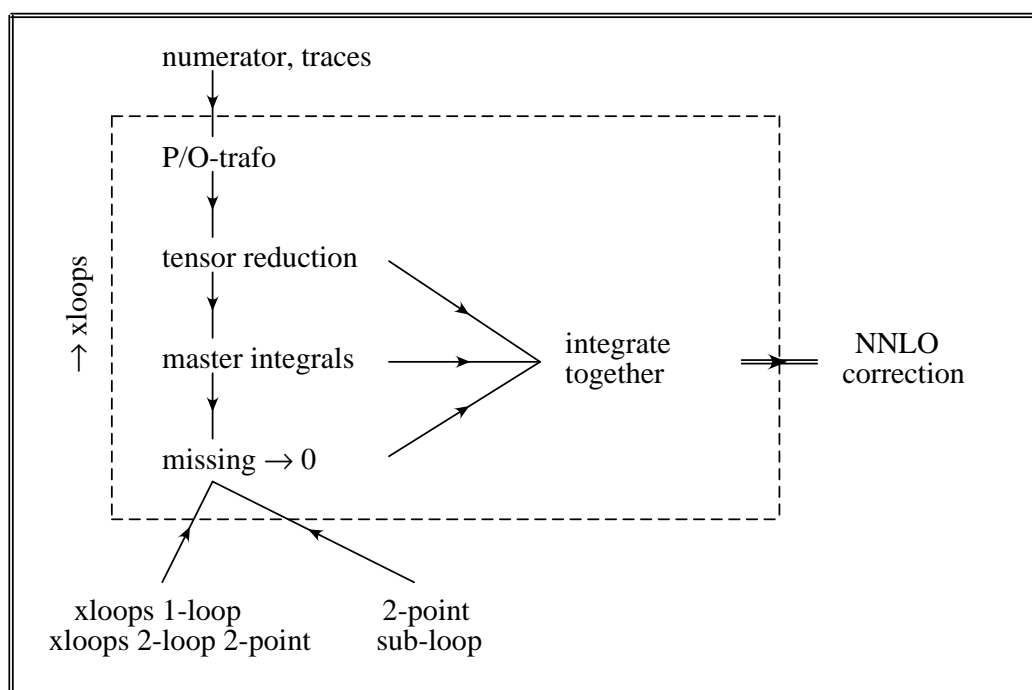 numerator, traces
P/O-trafo
tensor reduction
→ xloops
master integrals
integrate
together
NNLO
correction
missing → 0
xloops 1-loop
xloops 2-loop 2-point
2-point
sub-loop